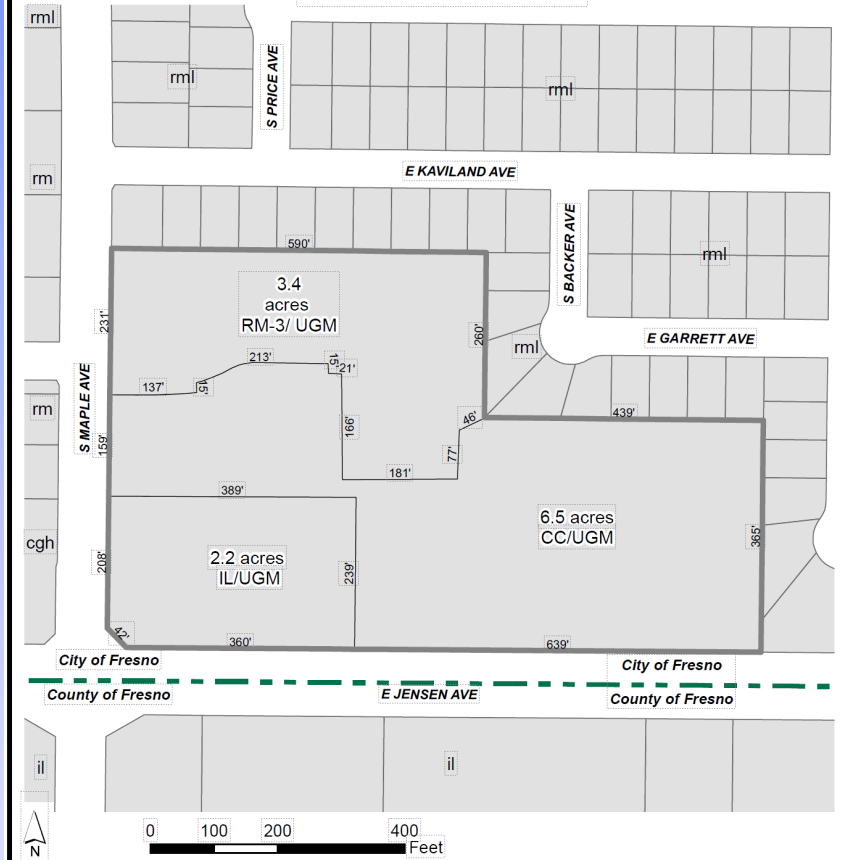 rml
rml
S PRICE AVE
rml
rm
E KAVILAND AVE
S BACKER AVE
rml
590'
3.4
acres
RM-3/ UGM
231'
260'
E GARRETT AVE
rml
213'
15'
21'
137'
15'
S MAPLE AVE
rm
159'
166'
46'
439'
77'
181'
389'
6.5 acres
CC/UGM
365'
cgh
208'
2.2 acres
IL/UGM
239'
42'
360'
639'
City of Fresno
City of Fresno
County of Fresno
E JENSEN AVE
County of Fresno
il
il
0 100 200 400
Feet
N